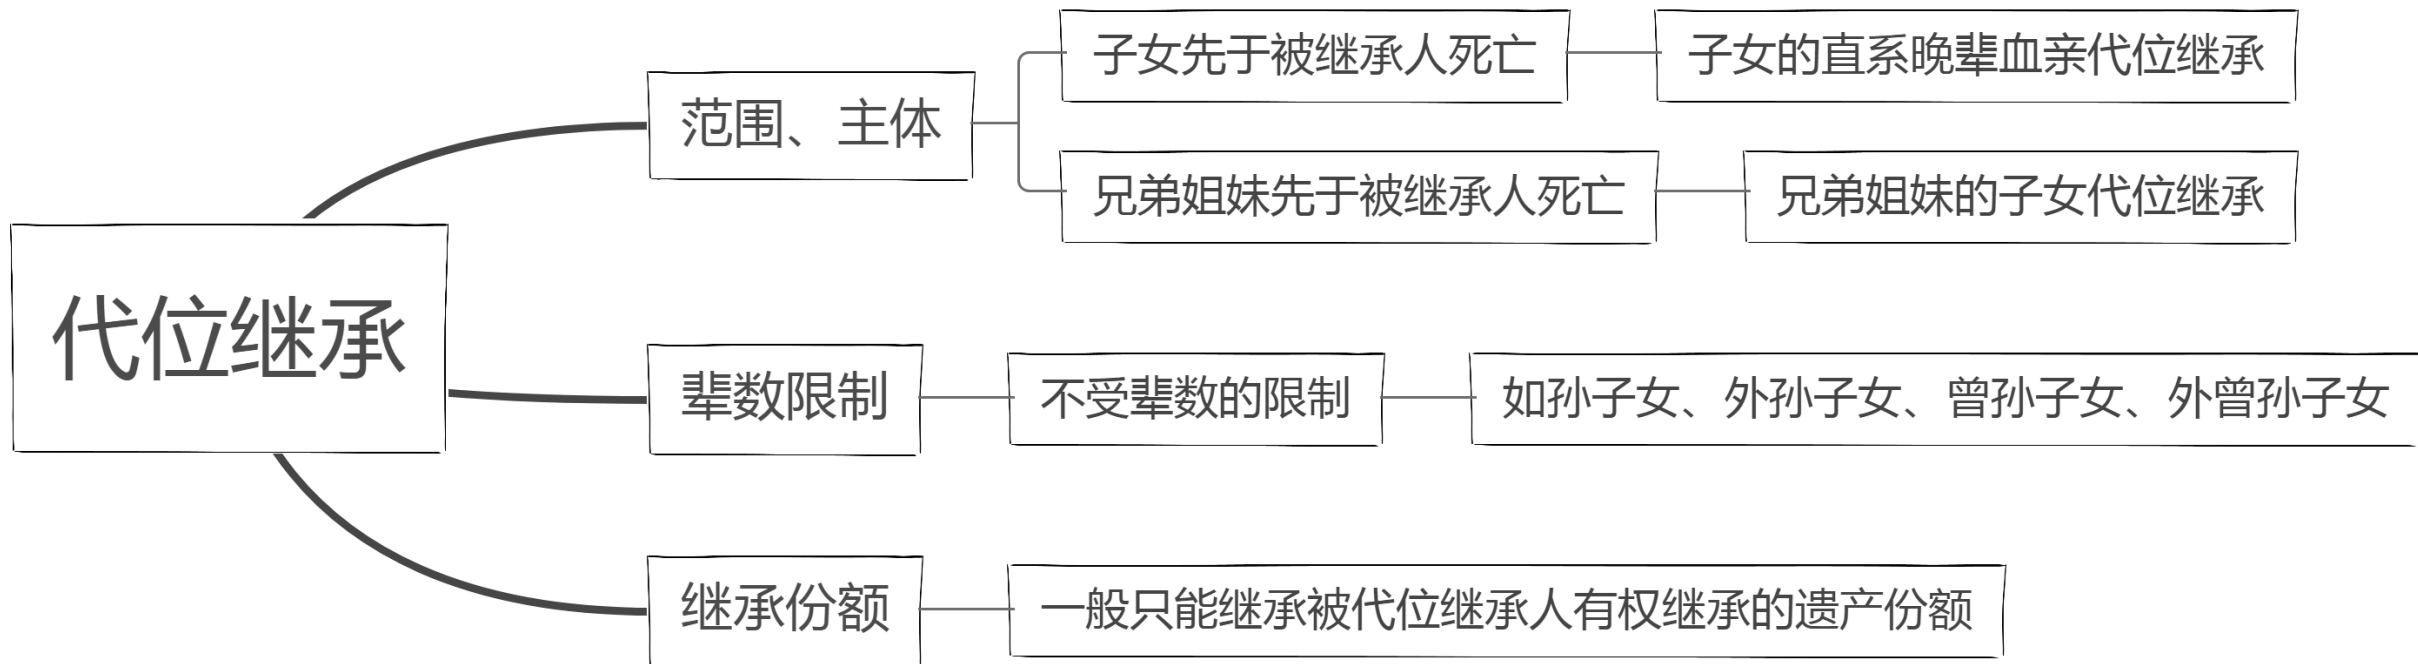 代位继承
范围、主体
子女先于被继承人死亡
子女的直系晚辈血亲代位继承
兄弟姐妹先于被继承人死亡
兄弟姐妹的子女代位继承
辈数限制
不受辈数的限制
如孙子女、外孙子女、曾孙子女、外曾孙子女
继承份额
一般只能继承被代位继承人有权继承的遗产份额